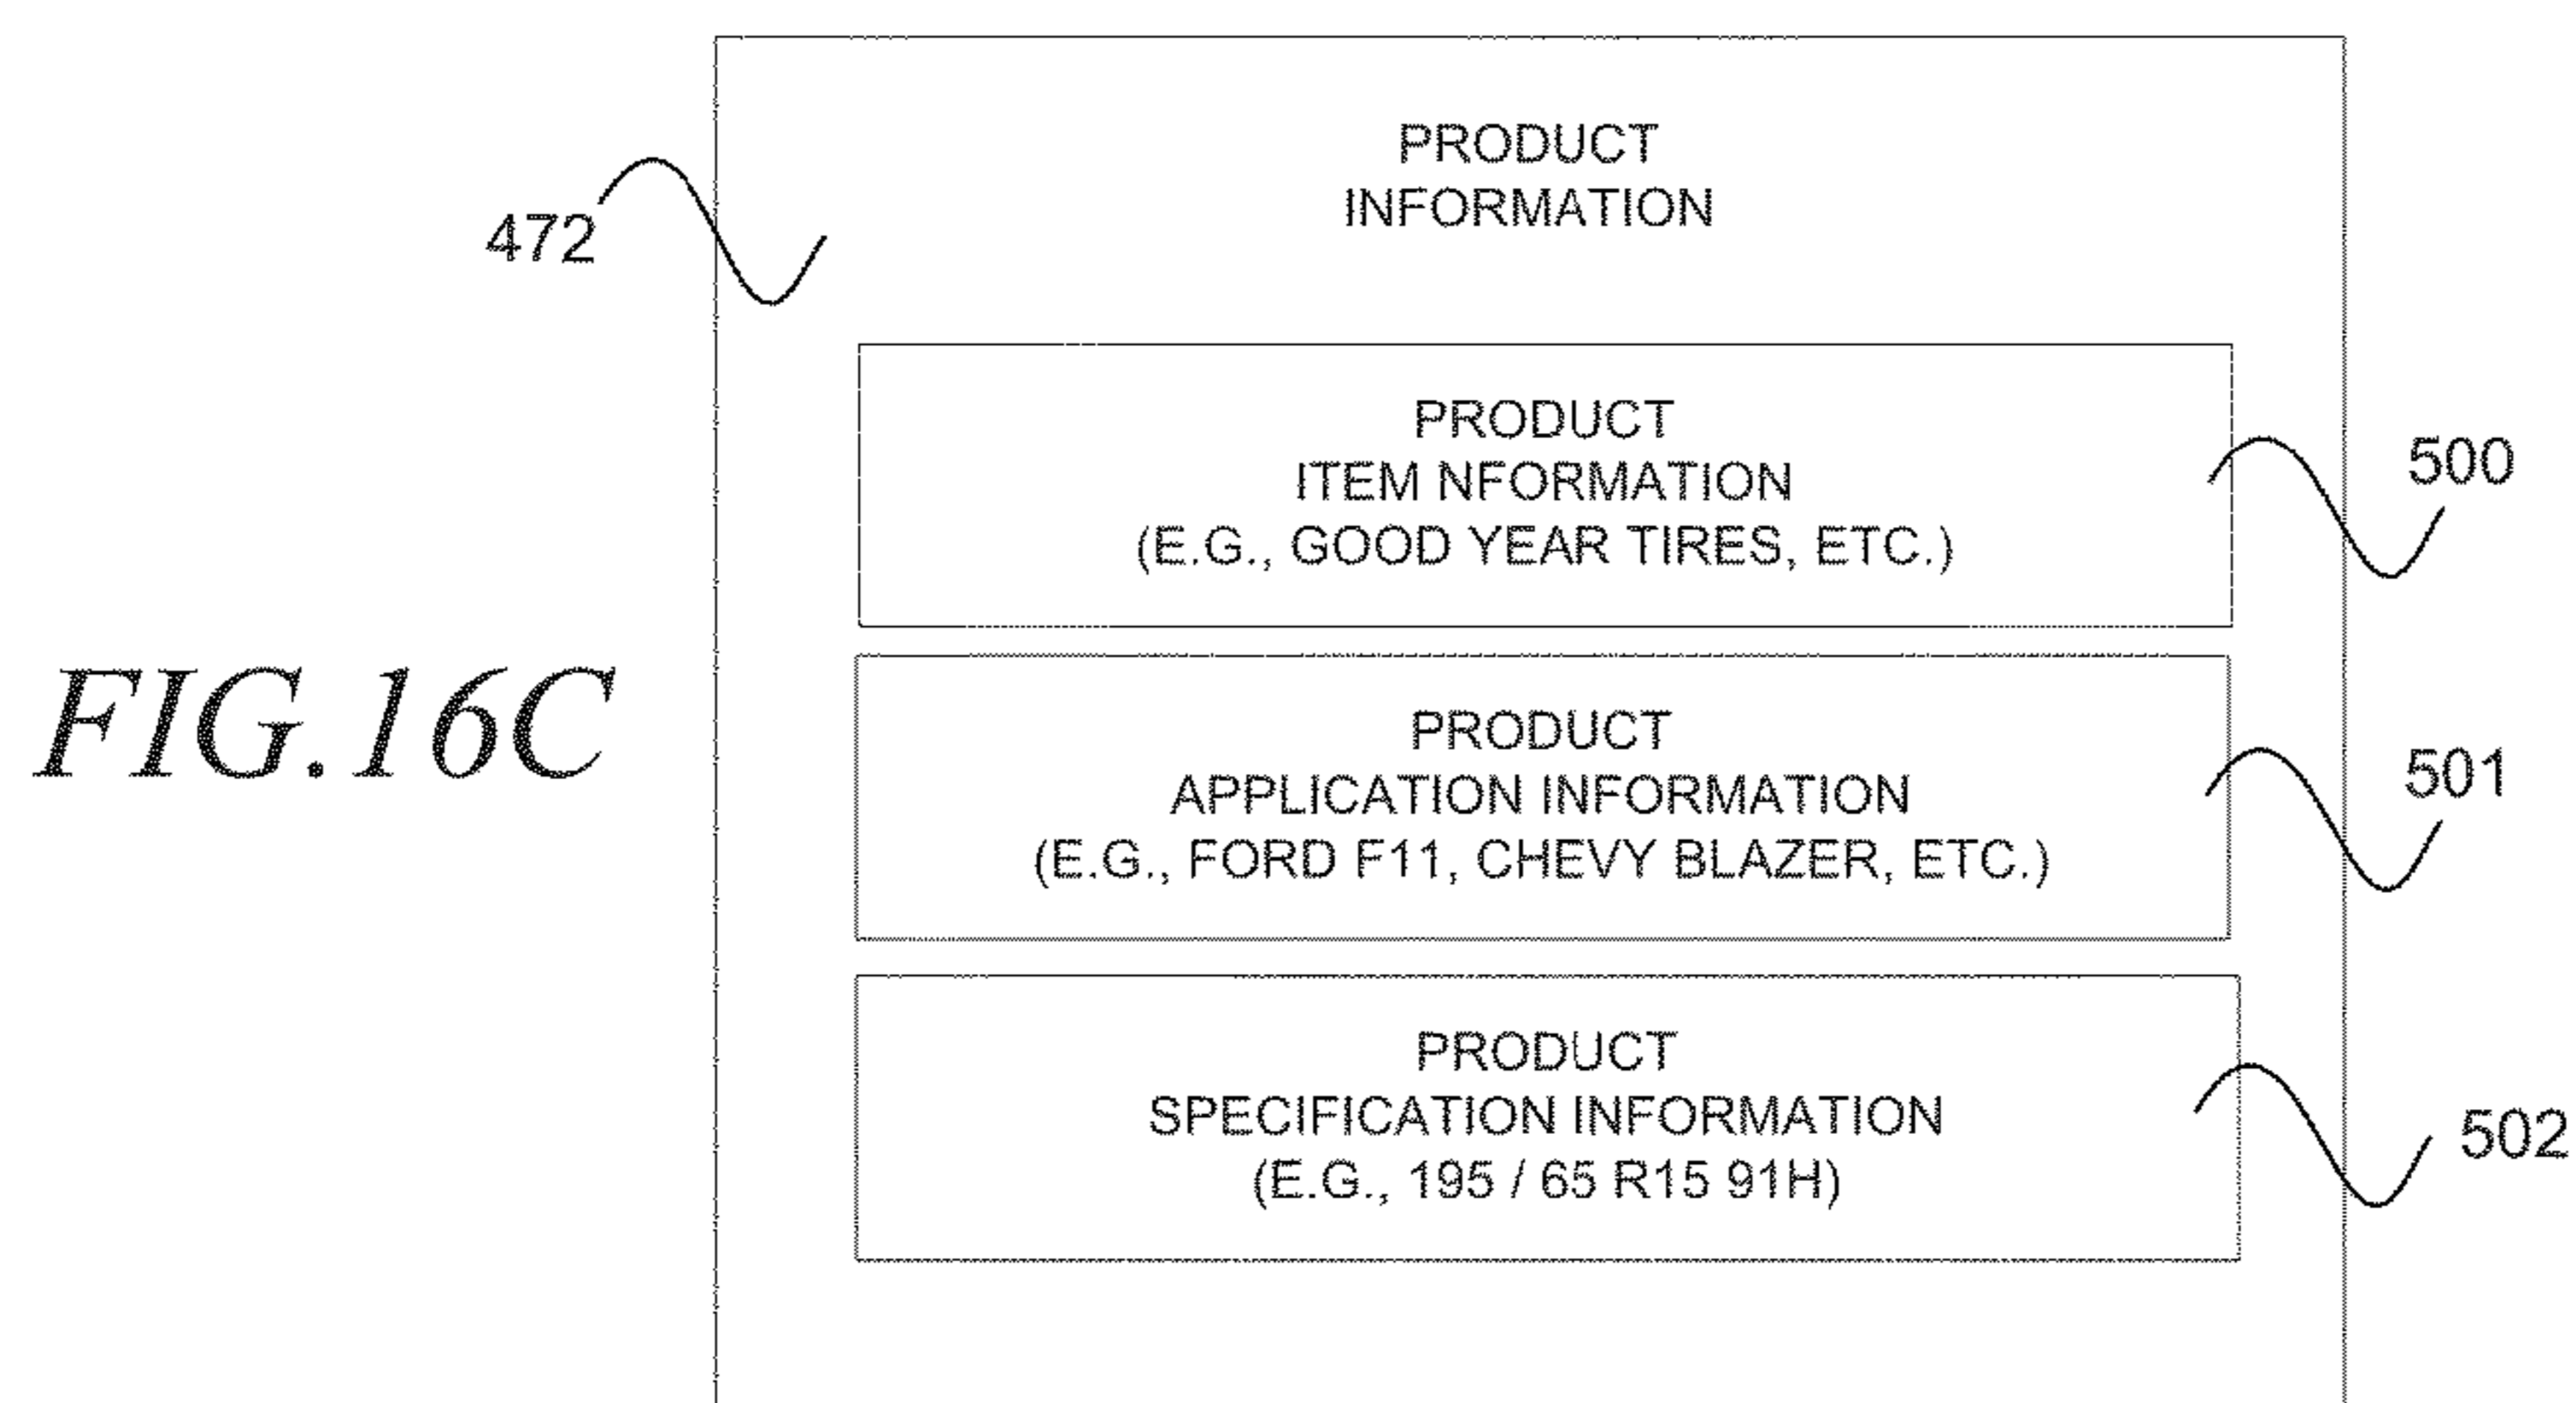 PRODUCT
INFORMATION
472
PRODUCT
ITEM NFORMATION
(E.G., GOOD YEAR TIRES, ETC.)
500
FIG.16C
PRODUCT
APPLICATION INFORMATION
(E.G., FORD F11, CHEVY BLAZER, ETC.)
501
PRODUCT
SPECIFICATION INFORMATION
(E.G., 195 / 65 R15 91H)
502